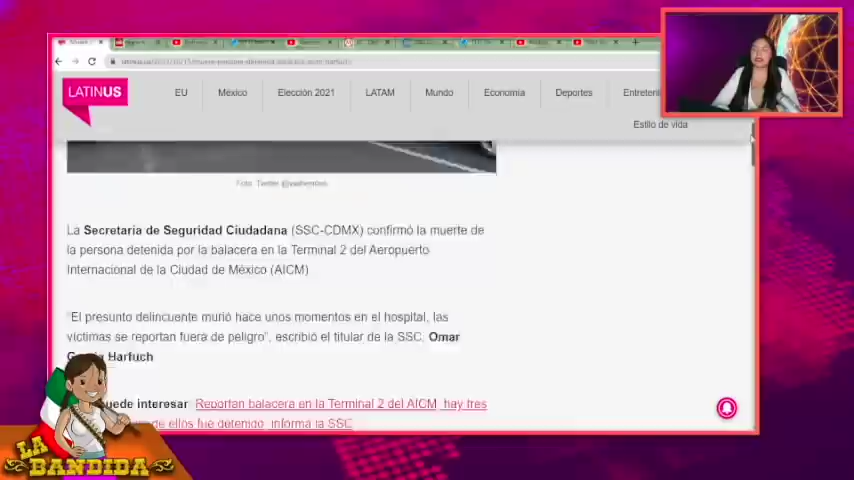 LATINUS
EU
México
Elección 2021
LATAM
Mundo
Economía
Deportes
Estilo de vida
Foto: Twitter
La Secretaría de Seguridad Ciudadana (SSC-CDMX) confirmó la muerte de
la persona detenida por la balacera en la Terminal 2 del Aeropuerto
Internacional de la Ciudad de México (AICM)
"El presunto delincuente murió hace unos momentos en el hospital, las
víctimas se reportan fuera de peligro", escribió el titular de la SSC, Omar
García Harfuch
uede interesar: Reportan balacera en la Terminal 2 del AICM, hay tres
de ellos fue detenido, informa la SSC
LA
BANDIDA